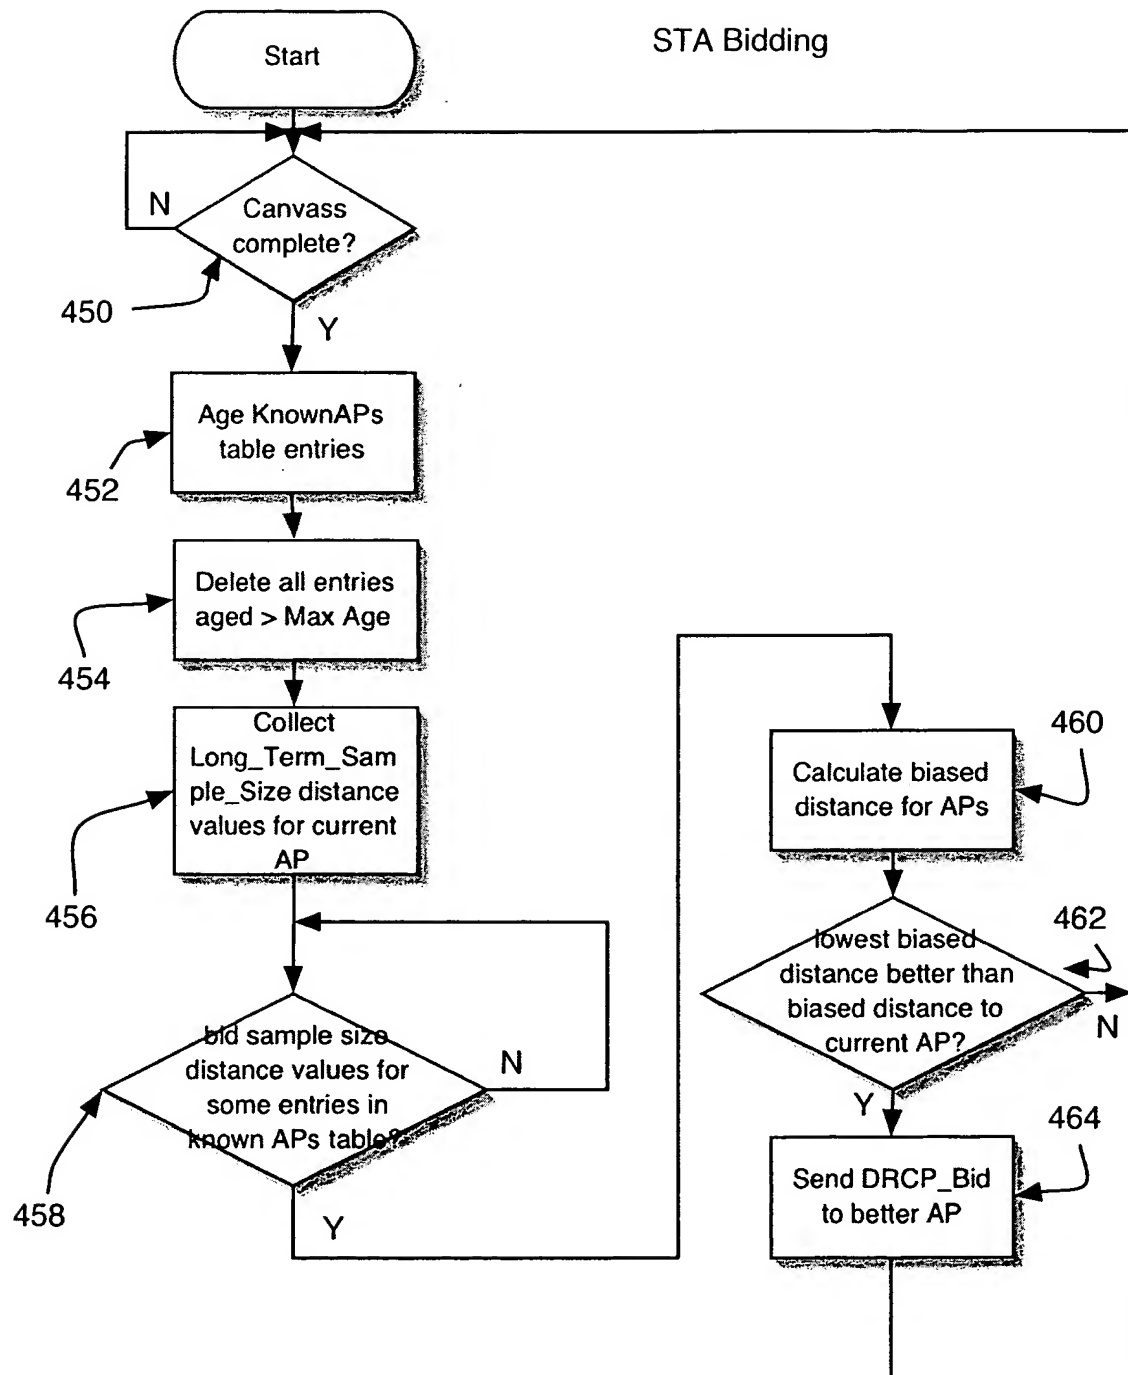 STA Bidding
Start
N
Canvass
complete?
450
Y
Age KnownAPs
table entries
452
Delete all entries
aged > Max Age
454
Collect
Long_Term_Sam
ple_Size distance
values for current
AP
456
bid sample size
distance values for
some entries in
known APs table?
N
458
Y
460
Calculate biased
distance for APs
462
lowest biased
distance better than
biased distance to
current AP?
N
Y
464
Send DRCP_Bid
to better AP